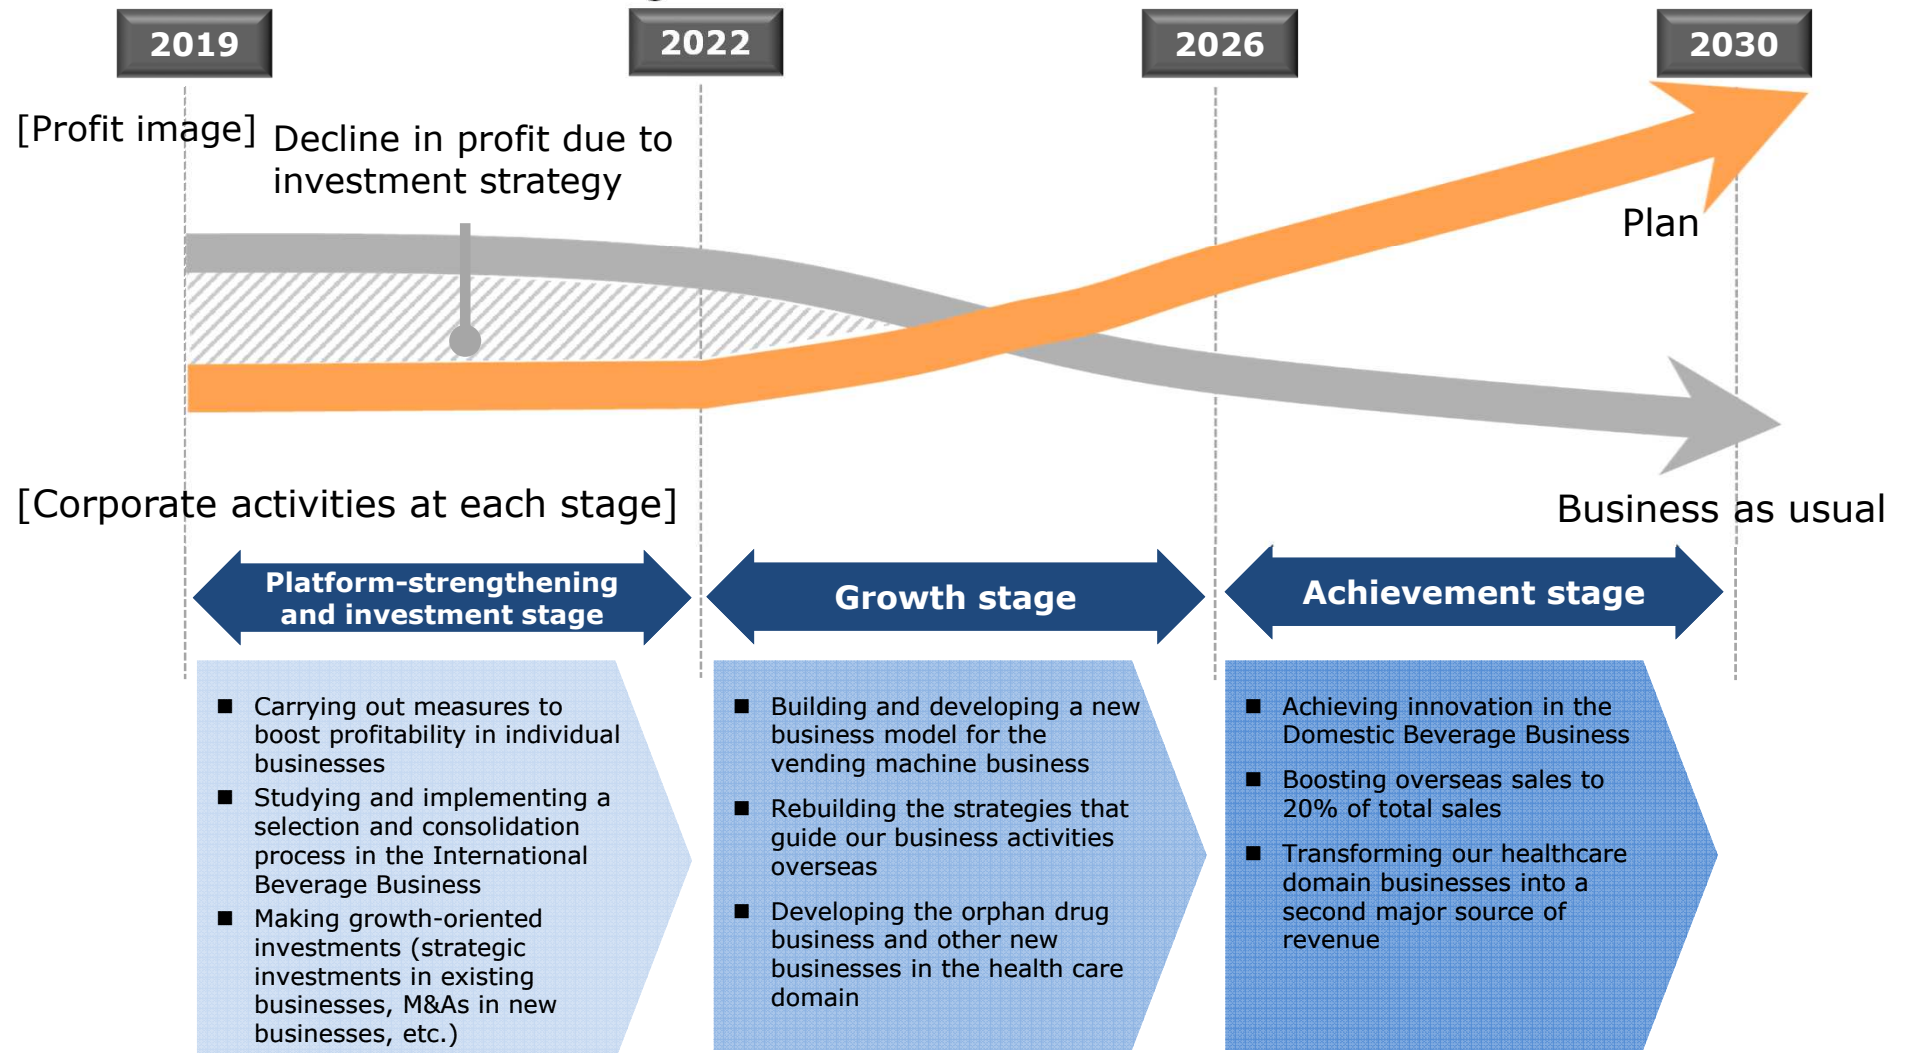 2019
2022
2026
2030
[Profit image]
Decline in profit due to
investment strategy
Plan
Business as usual
[Corporate activities at each stage]
Platform-strengthening
and investment stage
Growth stage
Achievement stage
■ Carrying out measures to
boost profitability in individual
businesses
■ Studying and implementing a
selection and consolidation
process in the International
Beverage Business
■ Making growth-oriented
investments (strategic
investments in existing
businesses, M&As in new
businesses, etc.)
■ Building and developing a new
business model for the
vending machine business
■ Rebuilding the strategies that
guide our business activities
overseas
■ Developing the orphan drug
business and other new
businesses in the health care
domain
■ Achieving innovation in the
Domestic Beverage Business
■ Boosting overseas sales to
20% of total sales
■ Transforming our healthcare
domain businesses into a
second major source of
revenue